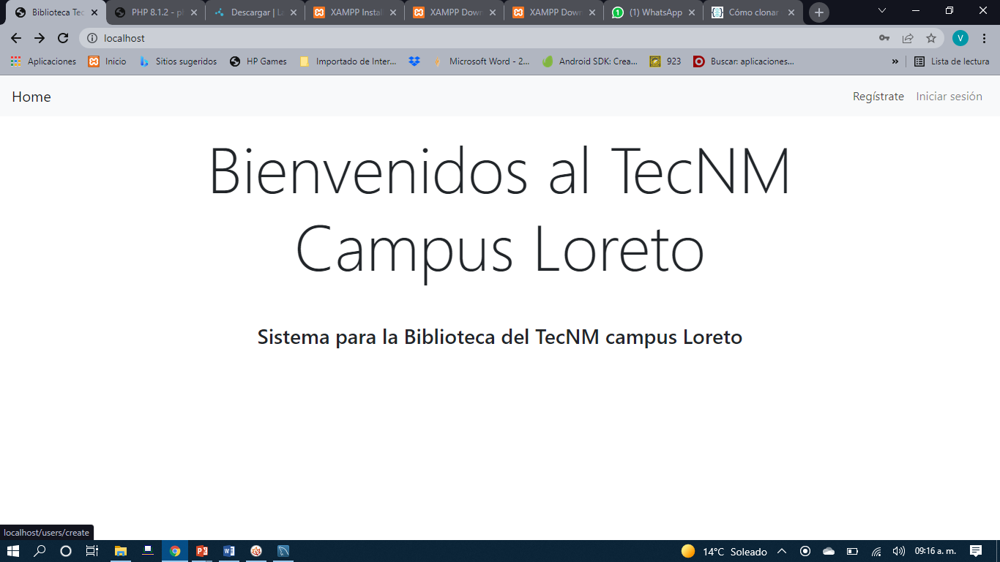 Biblioteca Tec
PHP 8.1.2 - p
Descargar | La
XAMPP Instal
XAMPP Down
XAMPP Down
(1) WhatsApp
Cómo clonar
localhost
V
Aplicaciones
Inicio
Sitios sugeridos
HP Games
Importado de Inter...
Microsoft Word - 2...
Android SDK: Crea...
923
Buscar: aplicaciones...
»
Lista de lectura
Home
Regístrate
Iniciar sesión
Bienvenidos al TecNM
Campus Loreto
Sistema para la Biblioteca del TecNM campus Loreto
localhost/users/create
14°C Soleado
09:16 a. m.